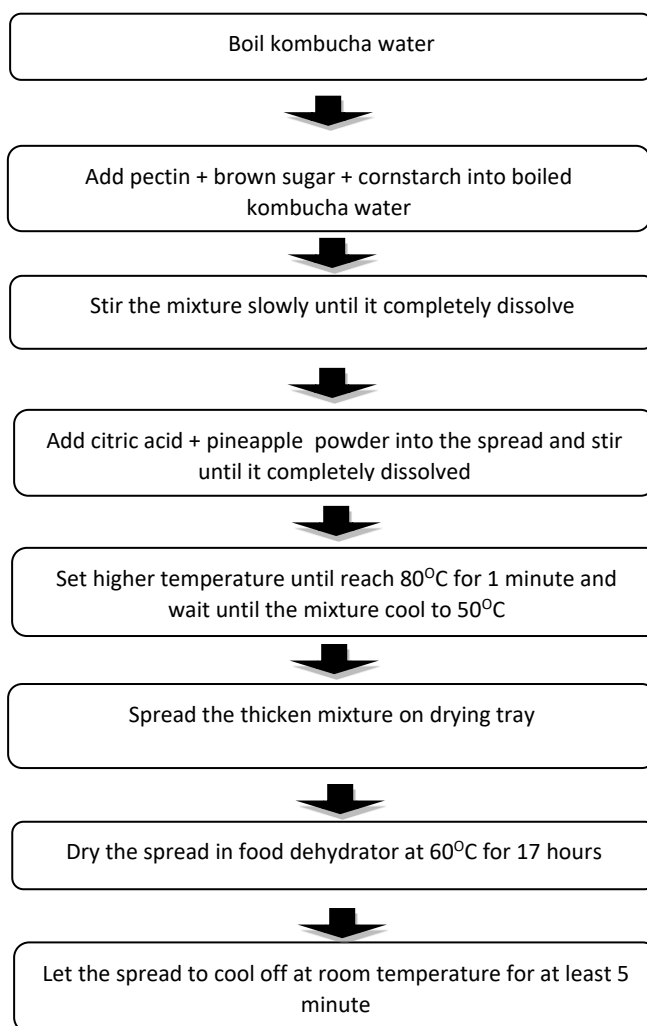 Boil kombucha water
Add pectin + brown sugar + cornstarch into boiled
kombucha water
Stir the mixture slowly until it completely dissolve
Add citric acid + pineapple powder into the spread and stir
until it completely dissolved
Set higher temperature until reach 80⁰C for 1 minute and
wait until the mixture cool to 50⁰C
Spread the thicken mixture on drying tray
Dry the spread in food dehydrator at 60⁰C for 17 hours
Let the spread to cool off at room temperature for at least 5
minute